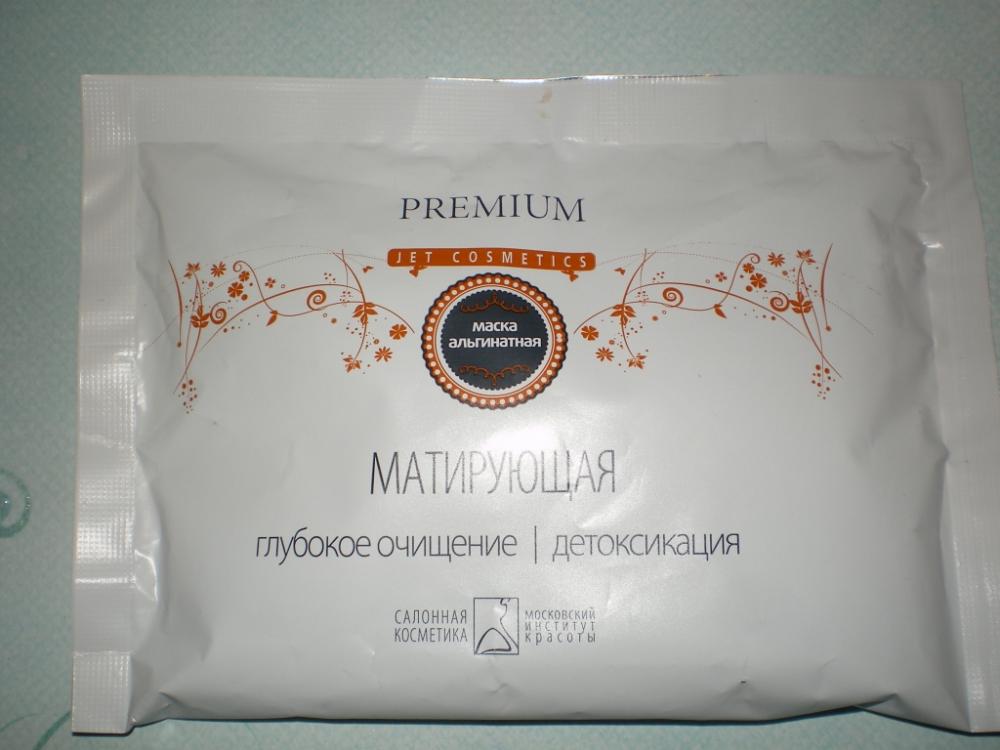 PREMIUM
JET COSMETICS
маска
альгинатная
МАТИРУЮЩАЯ
глубокое очищение | детоксикация
САЛОННАЯ
КОСМЕТИКА
МОСКОВСКИЙ
ИНСТИТУТ
красоты